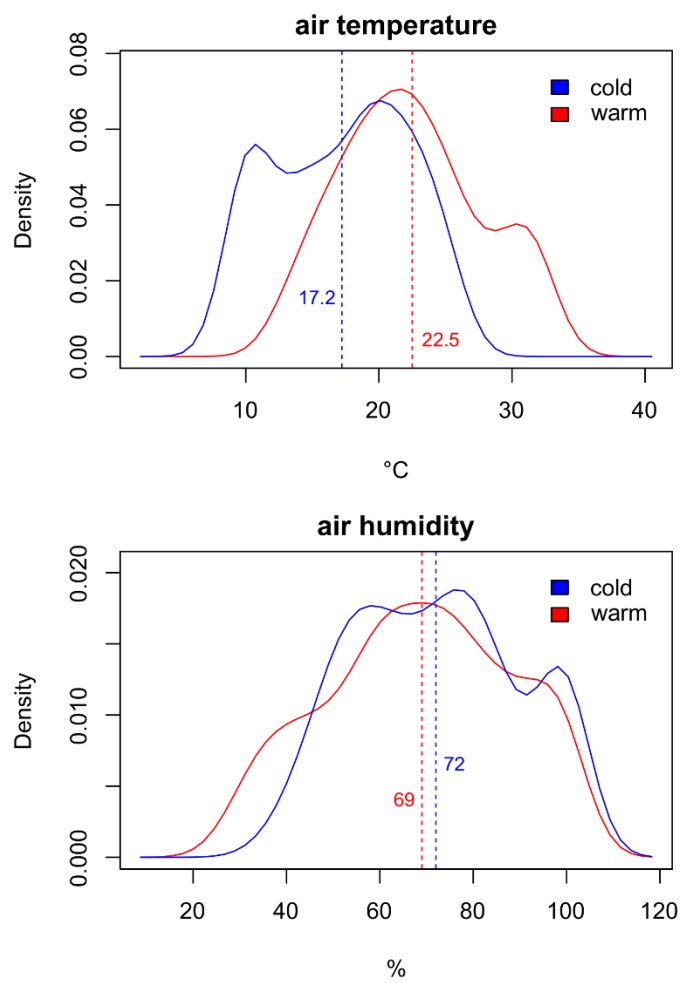 air temperature
0.08
0.06
0.04
0.02
0.00
Density
cold
warm
17.2
22.5
10 20 30 40
°C
air humidity
0.020
0.010
0.000
Density
cold
warm
72
69
20 40 60 80 100 120
%